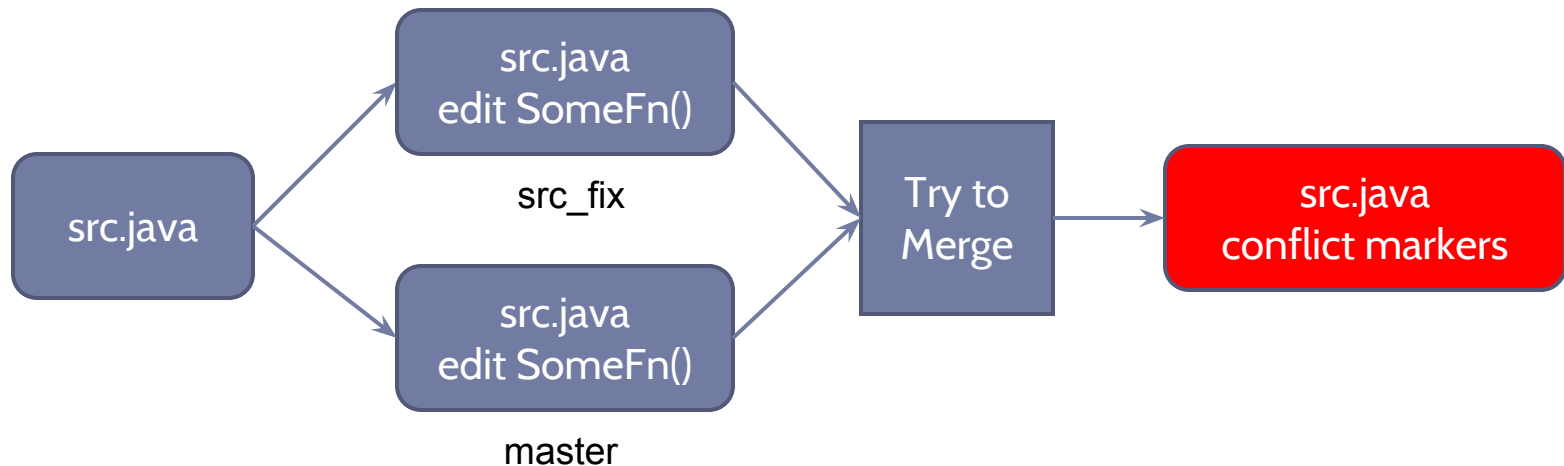 src.java
src.java
edit SomeFn()
src_fix
src.java
edit SomeFn()
master
Try to
Merge
src.java
conflict markers